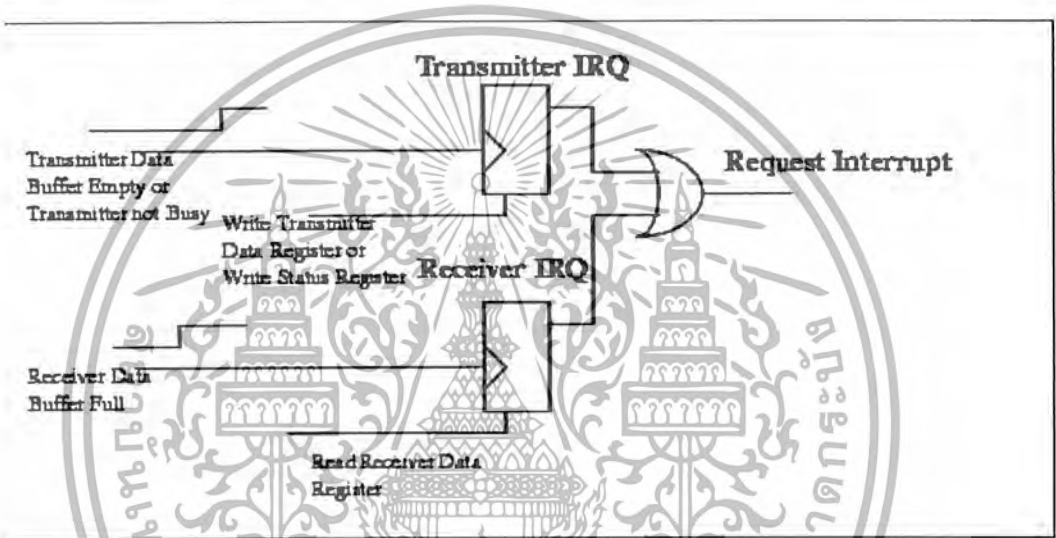 Transmitter IRQ
Transmitter Data
Buffer Empty or
Transmitter not Busy
Request Interrupt
Write Transmitter
Data Register or
Write Status Register
Receiver IRQ
Receiver Data
Buffer Full
Read Receiver Data
Register